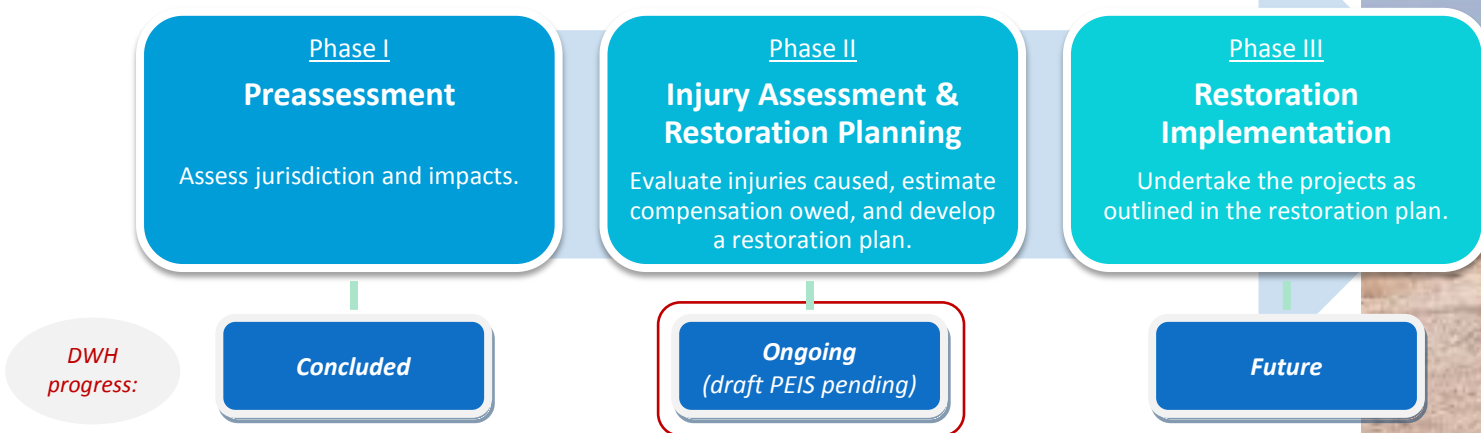 Phase I
Preassessment
Assess jurisdiction and impacts.
Phase II
Injury Assessment &
Restoration Planning
Evaluate injuries caused, estimate
compensation owed, and develop
a restoration plan.
Phase III
Restoration
Implementation
Undertake the projects as
outlined in the restoration plan.
DWH
progress:
Concluded
Ongoing
(draft PEIS pending)
Future